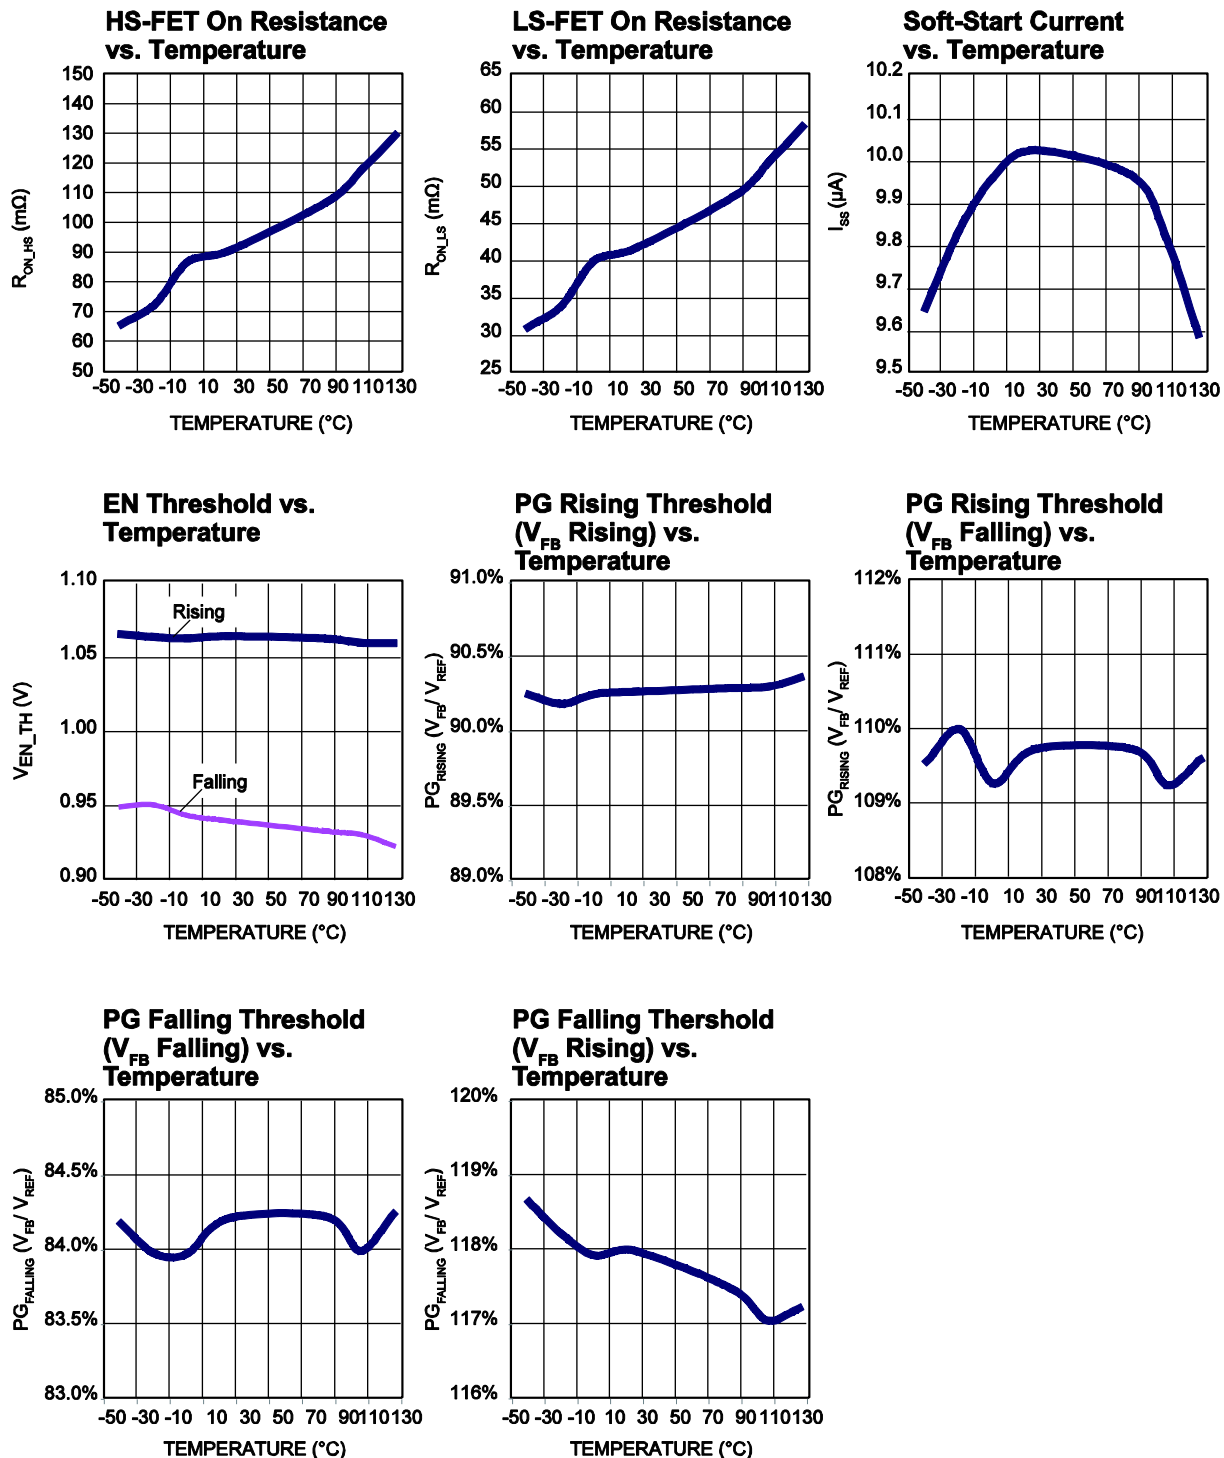 HS-FET On Resistance
vs. Temperature
150
140
130
120
110
100
90
80
70
60
50
RON_HS (mΩ)
-50 -30 -10 10 30 50 70 90 110 130
TEMPERATURE (°C)
LS-FET On Resistance
vs. Temperature
65
60
55
50
45
40
35
30
25
RON_LS (mΩ)
-50 -30 -10 10 30 50 70 90 110 130
TEMPERATURE (°C)
Soft-Start Current
vs. Temperature
10.2
10.1
10.0
9.9
9.8
9.7
9.6
9.5
ISS (µA)
-50 -30 -10 10 30 50 70 90 110 130
TEMPERATURE (°C)
EN Threshold vs.
Temperature
1.10
1.05
1.00
0.95
0.90
VEN_TH (V)
Rising
Falling
-50 -30 -10 10 30 50 70 90 110 130
TEMPERATURE (°C)
PG Rising Threshold
(VFB Rising) vs.
Temperature
91.0%
90.5%
90.0%
89.5%
89.0%
PGRISING (VFB/ VREF)
-50 -30 -10 10 30 50 70 90 110 130
TEMPERATURE (°C)
PG Rising Threshold
(VFB Falling) vs.
Temperature
112%
111%
110%
109%
108%
PGRISING (VFB/ VREF)
-50 -30 -10 10 30 50 70 90 110 130
TEMPERATURE (°C)
PG Falling Threshold
(VFB Falling) vs.
Temperature
85.0%
84.5%
84.0%
83.5%
83.0%
PGFALLING (VFB/ VREF)
-50 -30 -10 10 30 50 70 90 110 130
TEMPERATURE (°C)
PG Falling Thershold
(VFB Rising) vs.
Temperature
120%
119%
118%
117%
116%
PGFALLING (VFB/ VREF)
-50 -30 -10 10 30 50 70 90 110 130
TEMPERATURE (°C)